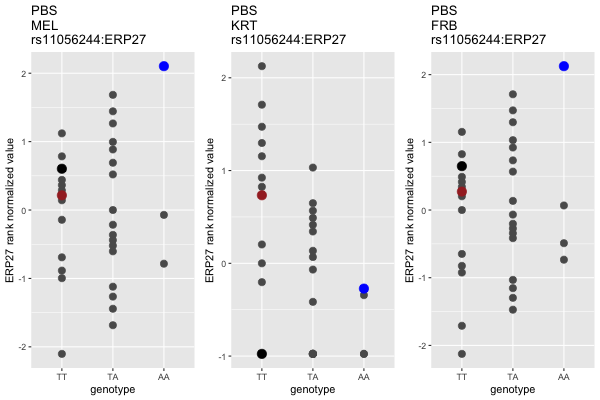 PBS
MEL
rs11056244:ERP27
ERP27 rank normalized value
2
1
0
-1
-2
TT
TA
AA
genotype
PBS
KRT
rs11056244:ERP27
ERP27 rank normalized value
2
1
0
-1
TT
TA
AA
genotype
PBS
FRB
rs11056244:ERP27
ERP27 rank normalized value
2
1
0
-1
-2
TT
TA
AA
genotype